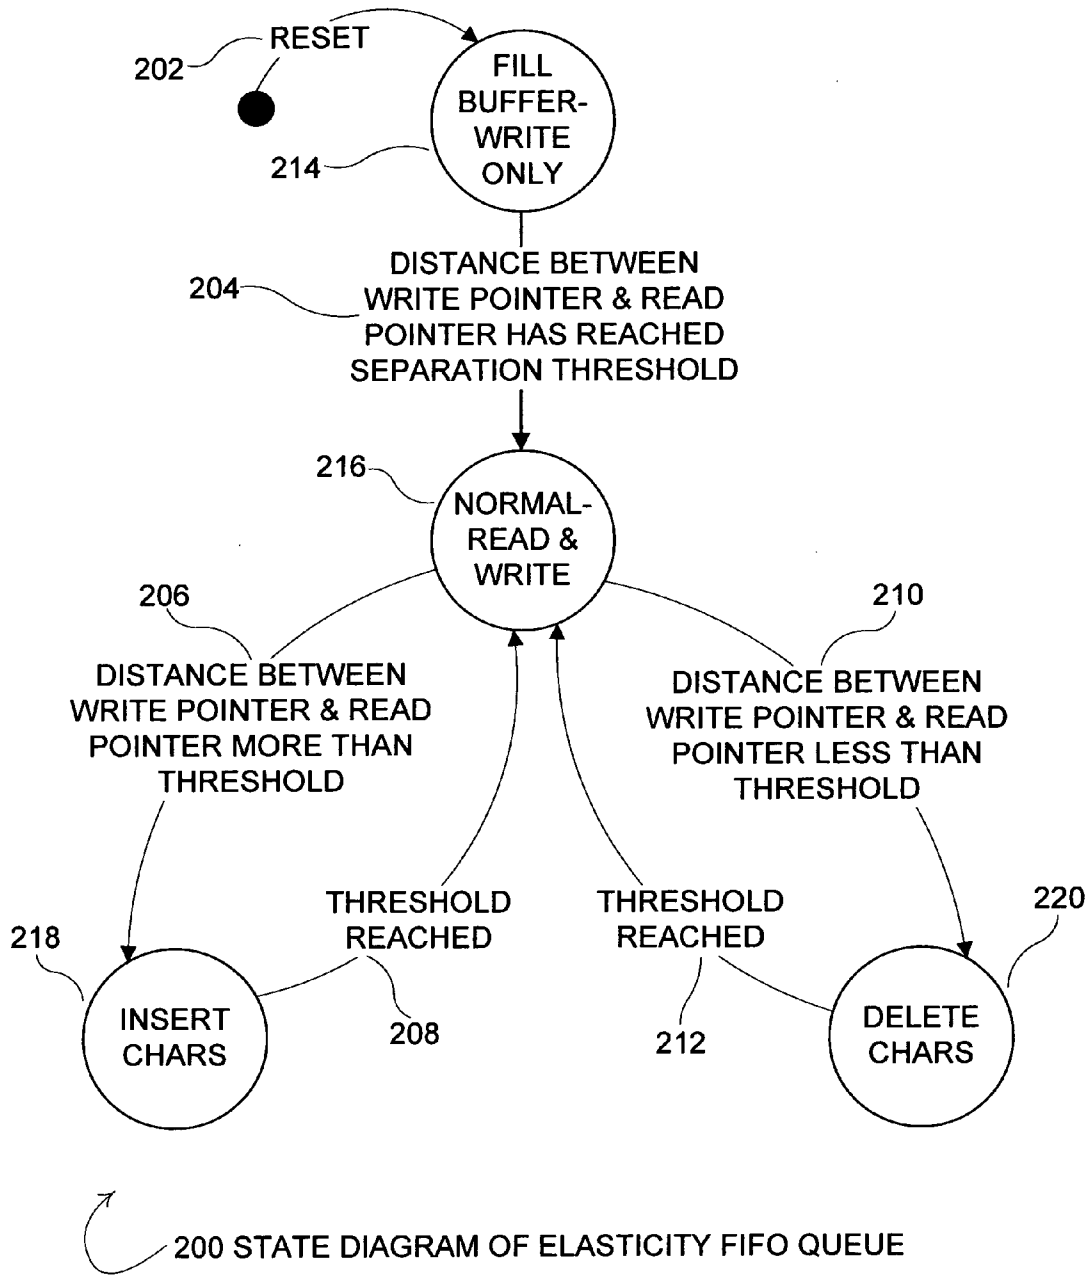 RESET
202
FILL
BUFFER-
WRITE
ONLY
214
DISTANCE BETWEEN
WRITE POINTER & READ
POINTER HAS REACHED
SEPARATION THRESHOLD
204
216
NORMAL-
READ &
WRITE
206
DISTANCE BETWEEN
WRITE POINTER & READ
POINTER MORE THAN
THRESHOLD
210
DISTANCE BETWEEN
WRITE POINTER & READ
POINTER LESS THAN
THRESHOLD
THRESHOLD
REACHED
208
THRESHOLD
REACHED
212
218
INSERT
CHARS
220
DELETE
CHARS
200 STATE DIAGRAM OF ELASTICITY FIFO QUEUE